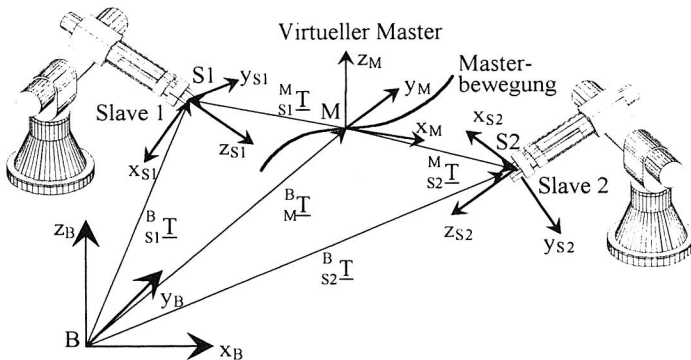 Virtueller Master
z_M
Master-
bewegung
y_M
S1
y_S1
Slave 1
M S1 T
M
x_M
x_S2
S2
z_S1
x_S1
M S2 T
Slave 2
B S1 T
B M T
z_S2
y_S2
z_B
B S2 T
y_B
B
x_B